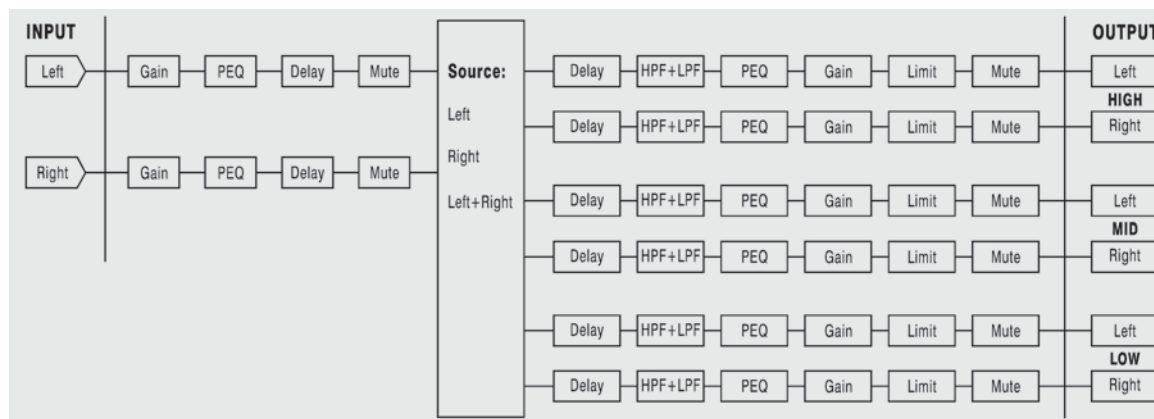 INPUT OUTPUT
Left Gain PEQ Delay Mute Source: Delay HPF+LPF PEQ Gain Limit Mute Left
HIGH
Left Delay HPF+LPF PEQ Gain Limit Mute Right
Right Gain PEQ Delay Mute Right
Left+Right Delay HPF+LPF PEQ Gain Limit Mute Left
MID
Delay HPF+LPF PEQ Gain Limit Mute Right
Delay HPF+LPF PEQ Gain Limit Mute Left
LOW
Delay HPF+LPF PEQ Gain Limit Mute Right